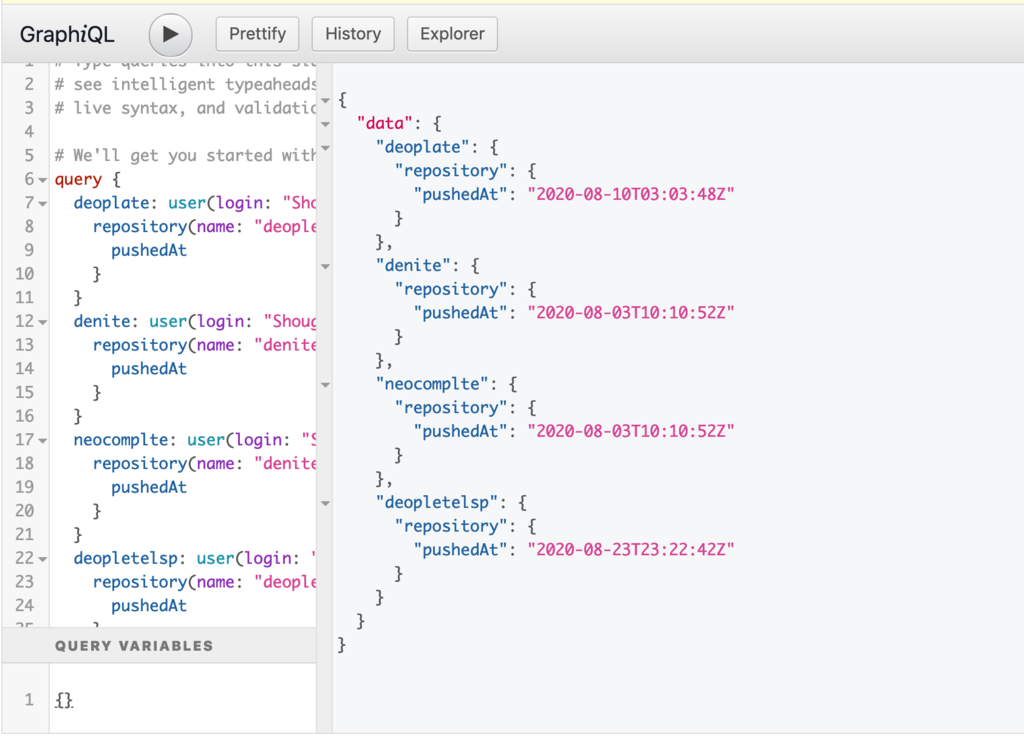 GraphiQL
Prettify
History
Explorer
1 # Type queries into this
2 # see intelligent typeaheads
3 # live syntax, and
4
5 # We'll get you started with
6 query {
7 deoplate: user(login: "Sho
8 repository(name: "deople
9 pushedAt
10 }
11 }
12 denite: user(login: "Shoug
13 repository(name: "denite
14 pushedAt
15 }
16 }
17 neocomplte: user(login: "S
18 repository(name: "denite
19 pushedAt
20 }
21 }
22 deopletelsp: user(login: "
23 repository(name: "deople
24 pushedAt
25 }
QUERY VARIABLES
1 {}
{
"data": {
"deoplate": {
"repository": {
"pushedAt": "2020-08-10T03:03:48Z"
}
},
"denite": {
"repository": {
"pushedAt": "2020-08-03T10:10:52Z"
}
},
"neocomplte": {
"repository": {
"pushedAt": "2020-08-03T10:10:52Z"
}
},
"deopletelsp": {
"repository": {
"pushedAt": "2020-08-23T23:22:42Z"
}
}
}
}